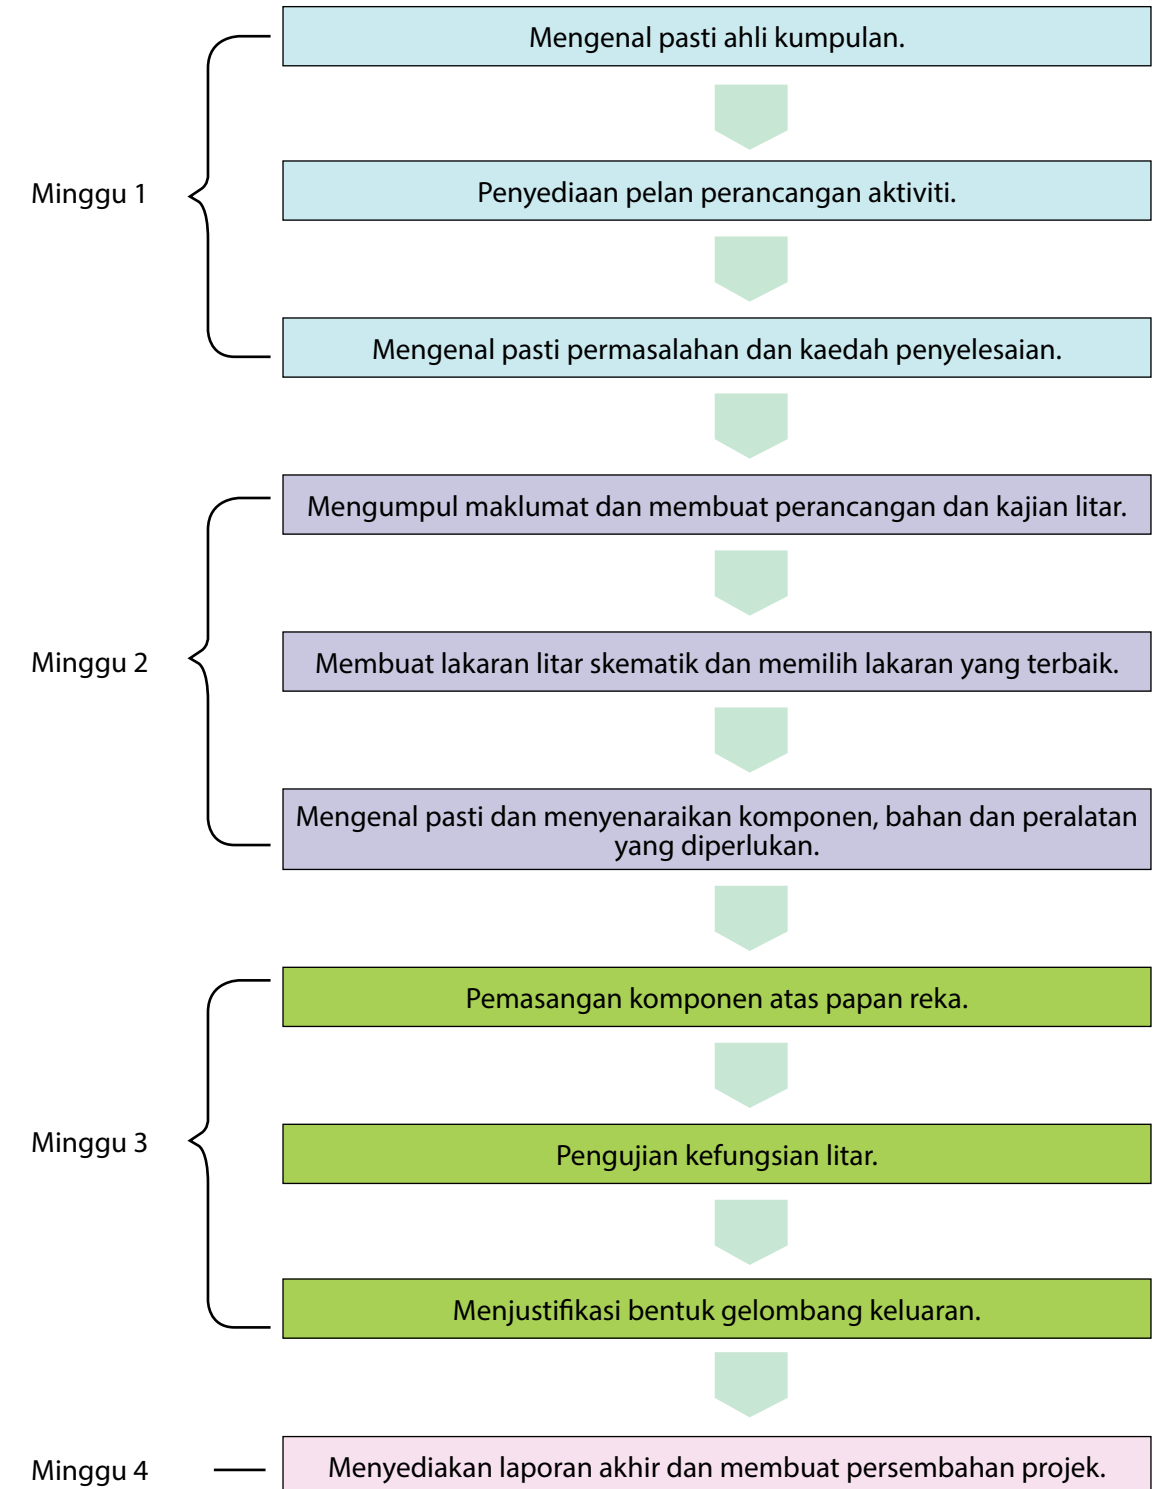 Mengenal pasti ahli kumpulan.
Minggu 1
Penyediaan pelan perancangan aktiviti.
Mengenal pasti permasalahan dan kaedah penyelesaian.
Mengumpul maklumat dan membuat perancangan dan kajian litar.
Minggu 2
Membuat lakaran litar skematik dan memilih lakaran yang terbaik.
Mengenal pasti dan menyenaraikan komponen, bahan dan peralatan
yang diperlukan.
Pemasangan komponen atas papan reka.
Minggu 3
Pengujian kefungsian litar.
Menjustifikasi bentuk gelombang keluaran.
Minggu 4
Menyediakan laporan akhir dan membuat persembahan projek.